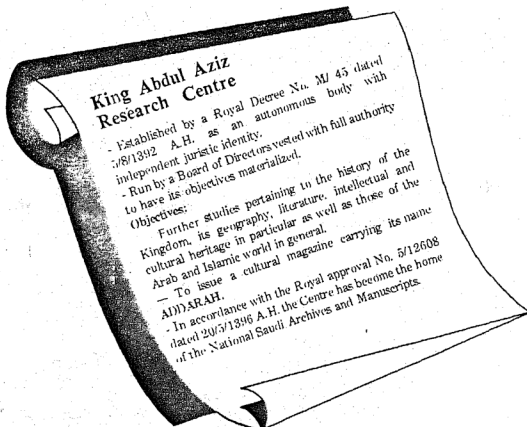 King Abdul Aziz
Research Centre
- Established by a Royal Decree No. M/ 45 dated
5/8/1392 A.H. as an autonomous body with
independent juristic identity.
- Run by a Board of Directors vested with full authority
to have its objectives materialized.
Objectives:
Further studies pertaining to the history of the
Kingdom, its geography, literature, intellectual and
cultural heritage in particular as well as those of the
Arab and Islamic world in general.
— To issue a cultural magazine carrying its name
ADDARAH.
- In accordance with the Royal approval No. 5/12608
dated 20/5/1396 A.H. the Centre has become the home
of the National Saudi Archives and Manuscripts.